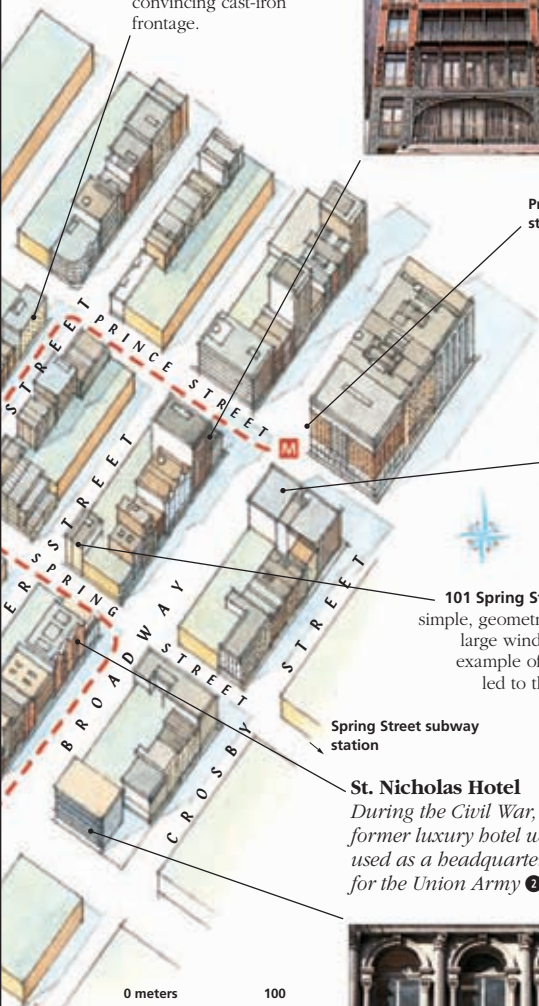 convincing cast-iron
frontage.
STREET
PRINCE STREET
M
STREET
SPRING
STREET
BROADWAY
STREET
CROSBY
101 Spring
simple, geometr
large wind
example of
led to th
Spring Street subway
station
St. Nicholas Hotel
During the Civil War,
former luxury hotel
used as a headquarte
for the Union Army 2
0 meters 100